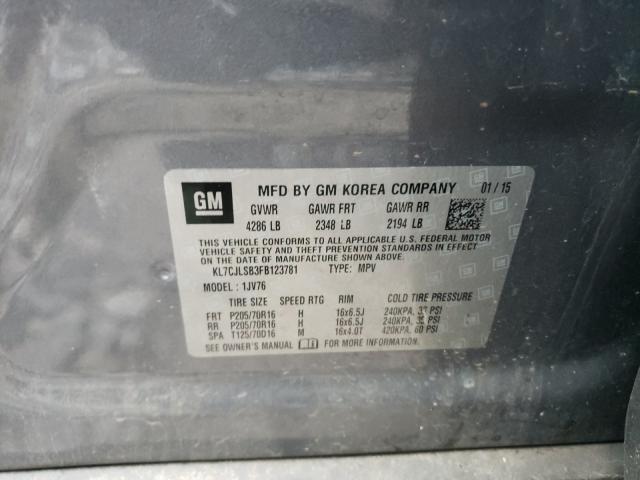 GM MFD BY GM KOREA COMPANY 01/15
GVWR GAWR FRT GAWR RR
4286 LB 2348 LB 2194 LB
THIS VEHICLE CONFORMS TO ALL APPLICABLE U.S. FEDERAL MOTOR
VEHICLE SAFETY AND THEFT PREVENTION STANDARDS IN EFFECT ON
THE DATE OF MANUFACTURE SHOWN ABOVE.
KL7CJLSB3FB123781 TYPE: MPV
MODEL: 1JV76
TIRE SIZE SPEED RTG RIM COLD TIRE PRESSURE
FRT P205/70R16 H 16x6.5J 240KPA, PSI
RR P205/70R16 H 16x6.5J 240KPA, PSI
SPA T125/70D16 M 16x4.0T 420KPA, 60 PSI
SEE OWNER'S MANUAL FOR MORE INFORMATION.